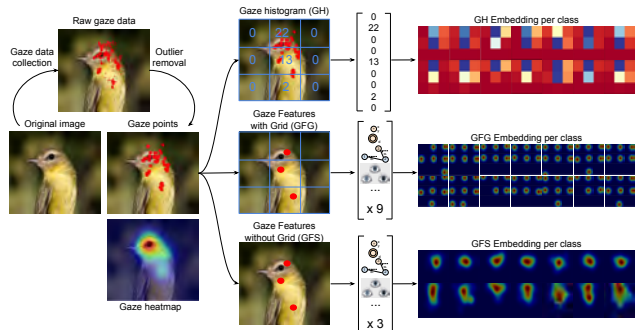 Raw gaze data
Gaze data
collection
Outlier
removal
Original image
Gaze points
Gaze heatmap
Gaze histogram (GH)
0 22 0
0 13 0
0 2 0
0
22
0
0
13
0
0
2
0
GH Embedding per class
Gaze Features
with Grid (GFG)
...
x 9
GFG Embedding per class
Gaze Features
without Grid (GFS)
...
x 3
GFS Embedding per class